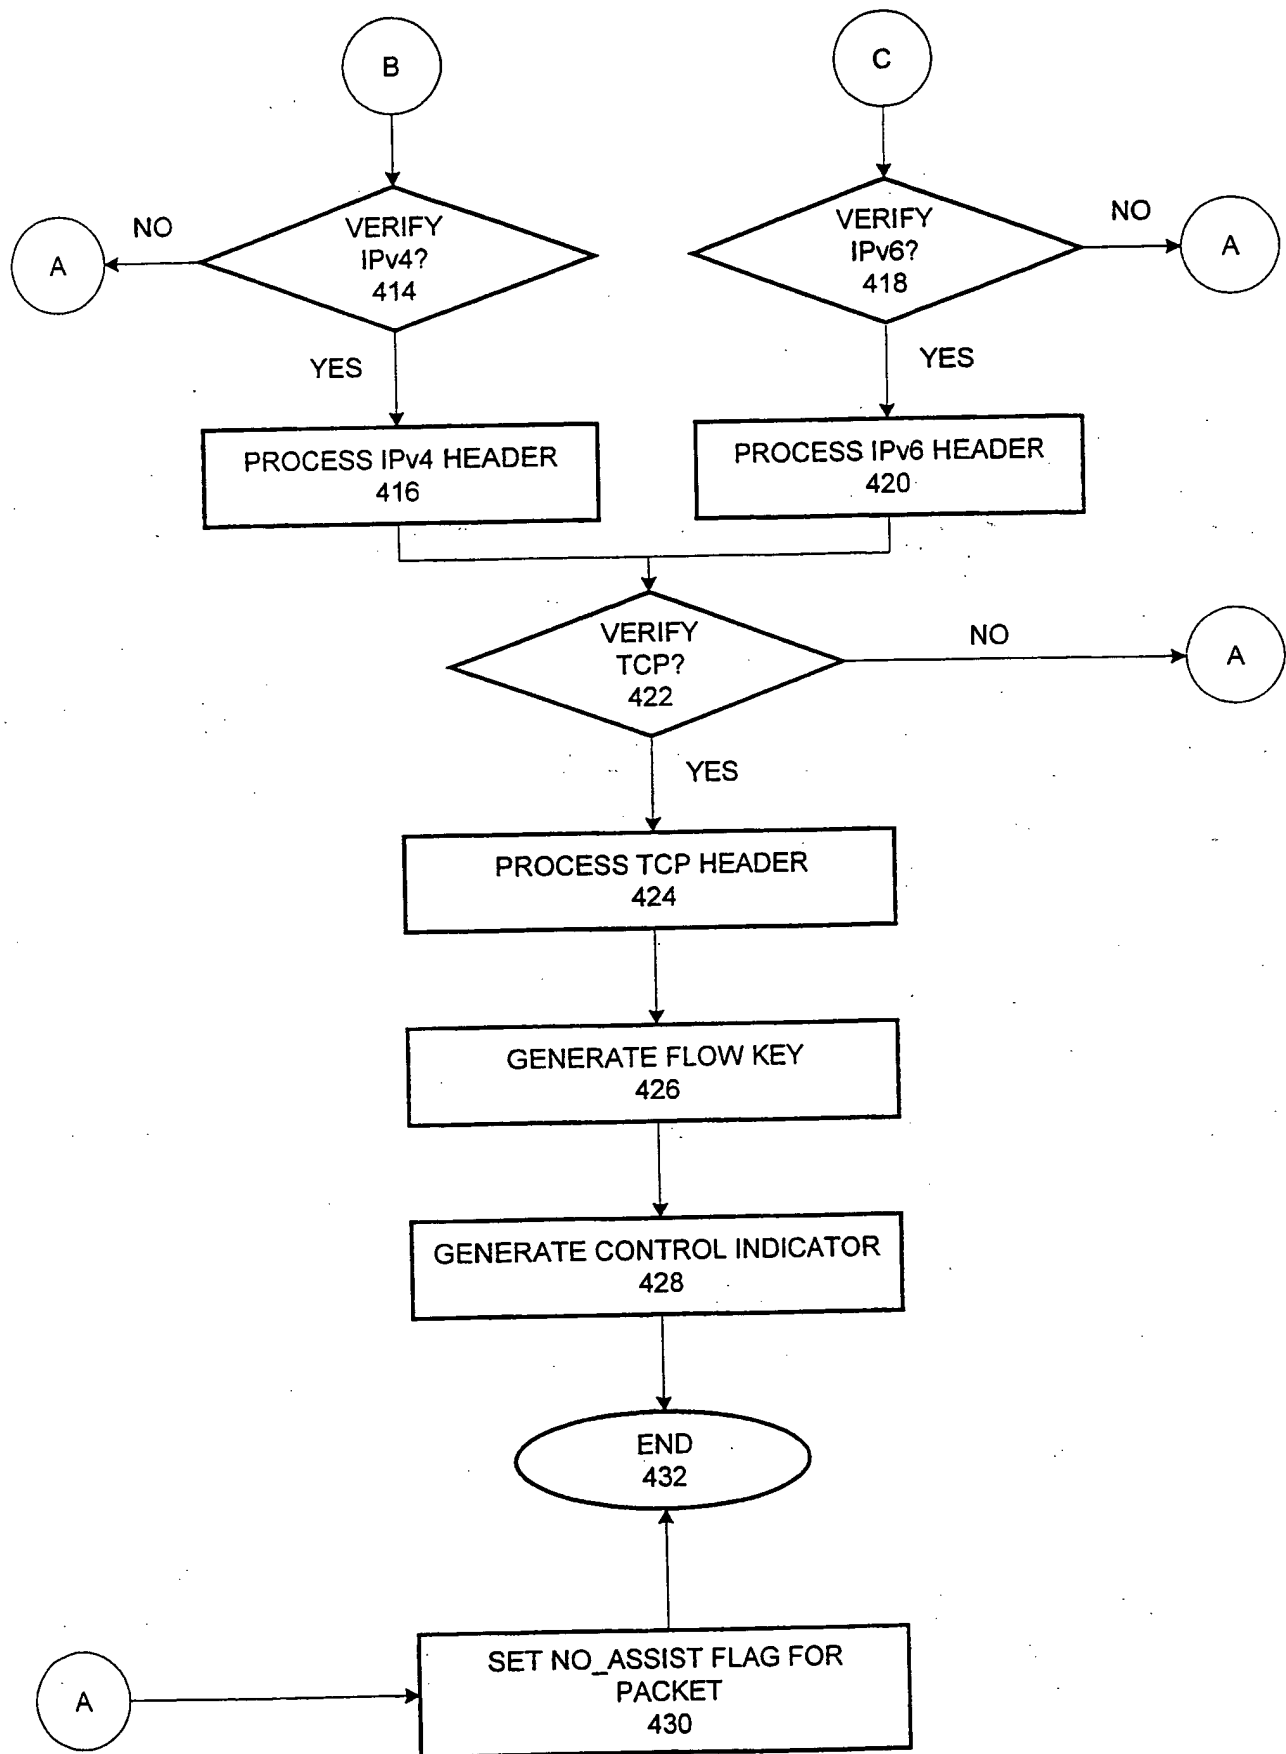 B
C
NO
VERIFY
IPv4?
414
A
YES
VERIFY
IPv6?
418
NO
A
YES
PROCESS IPv4 HEADER
416
PROCESS IPv6 HEADER
420
VERIFY
TCP?
422
NO
A
YES
PROCESS TCP HEADER
424
GENERATE FLOW KEY
426
GENERATE CONTROL INDICATOR
428
END
432
A
SET NO_ASSIST FLAG FOR
PACKET
430